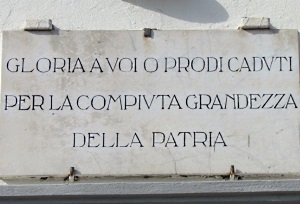 GLORIA A VOI O PRODI CADVTI
PER LA COMPIVTA GRANDEZZA
DELLA PATRIA